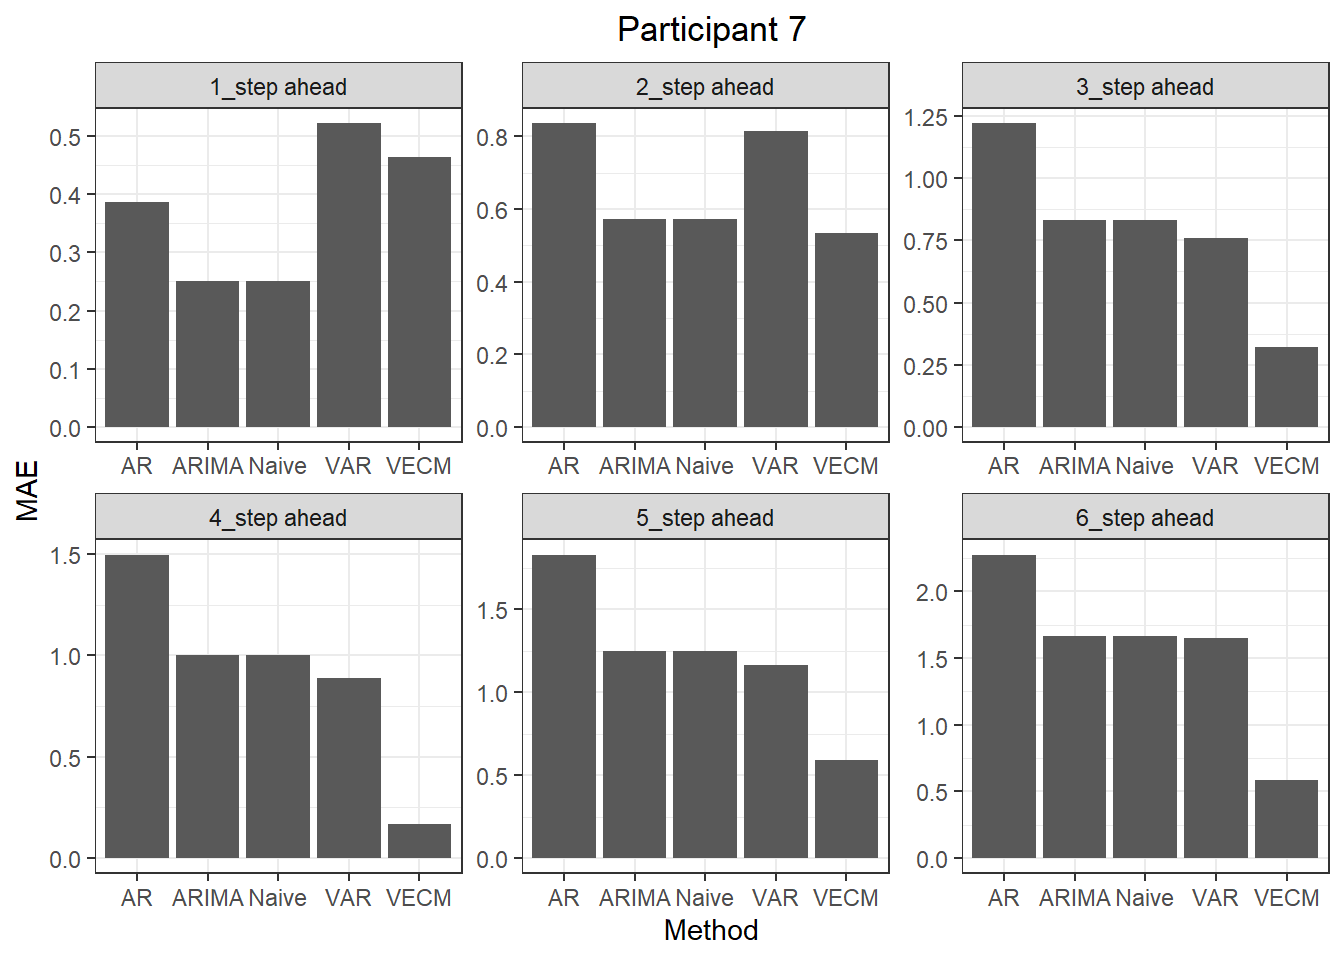 Participant 7
1_step ahead
2_step ahead
3_step ahead
0.5
0.4
0.3
0.2
0.1
0.0
0.8
0.6
0.4
0.2
0.0
1.25
1.00
0.75
0.50
0.25
0.00
AR ARIMA Naive VAR VECM
AR ARIMA Naive VAR VECM
AR ARIMA Naive VAR VECM
MAE
4_step ahead
5_step ahead
6_step ahead
1.5
1.0
0.5
0.0
1.5
1.0
0.5
0.0
2.0
1.5
1.0
0.5
0.0
AR ARIMA Naive VAR VECM
AR ARIMA Naive VAR VECM
AR ARIMA Naive VAR VECM
Method